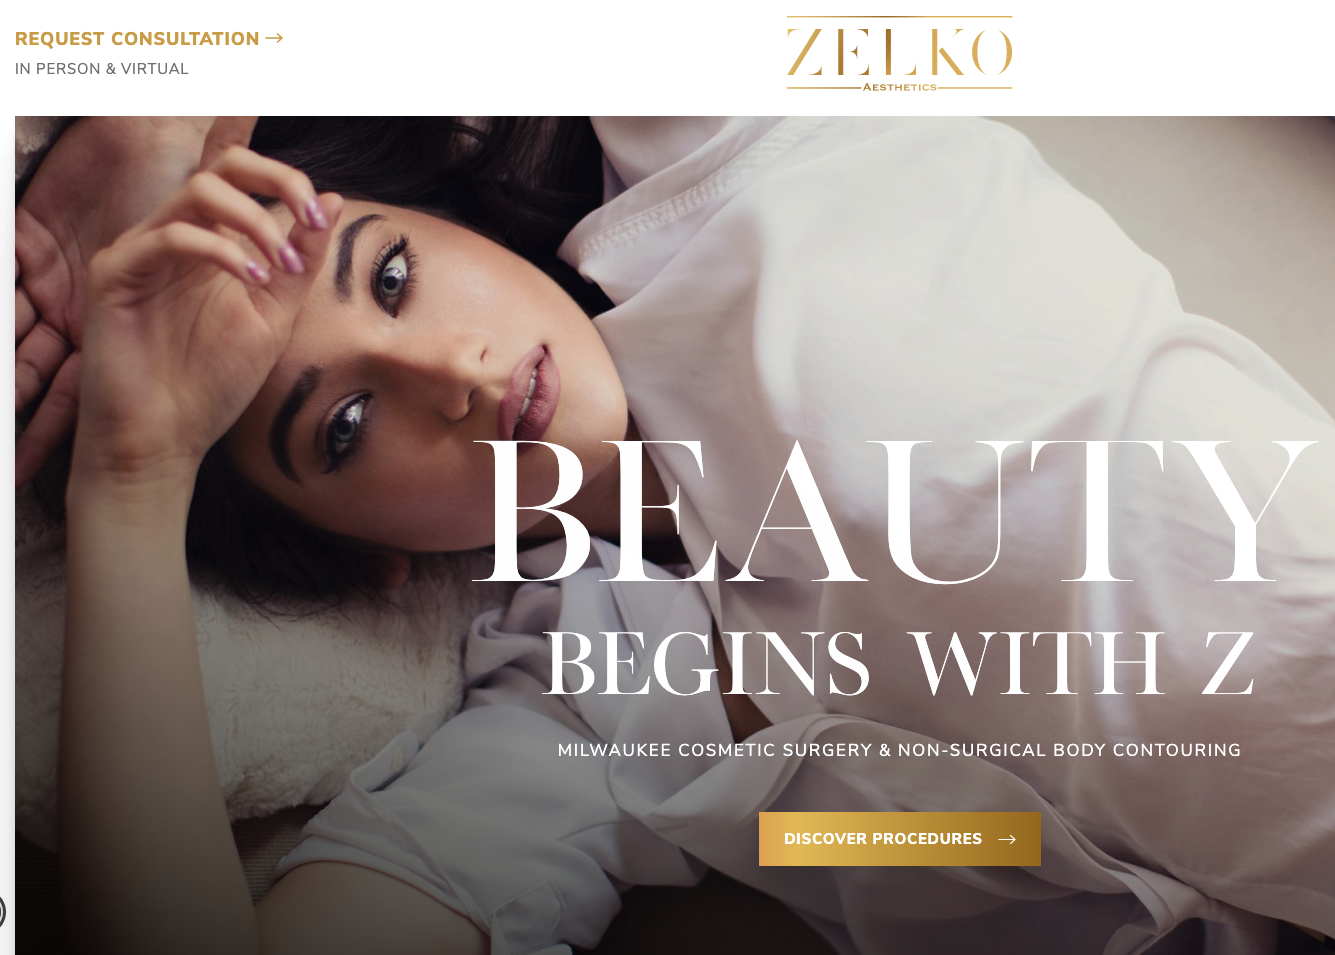 REQUEST CONSULTATION →
IN PERSON & VIRTUAL
ZELKO
AESTHETICS
BEAUTY
BEGINS WITH Z
MILWAUKEE COSMETIC SURGERY & NON-SURGICAL BODY CONTOURING
DISCOVER PROCEDURES →